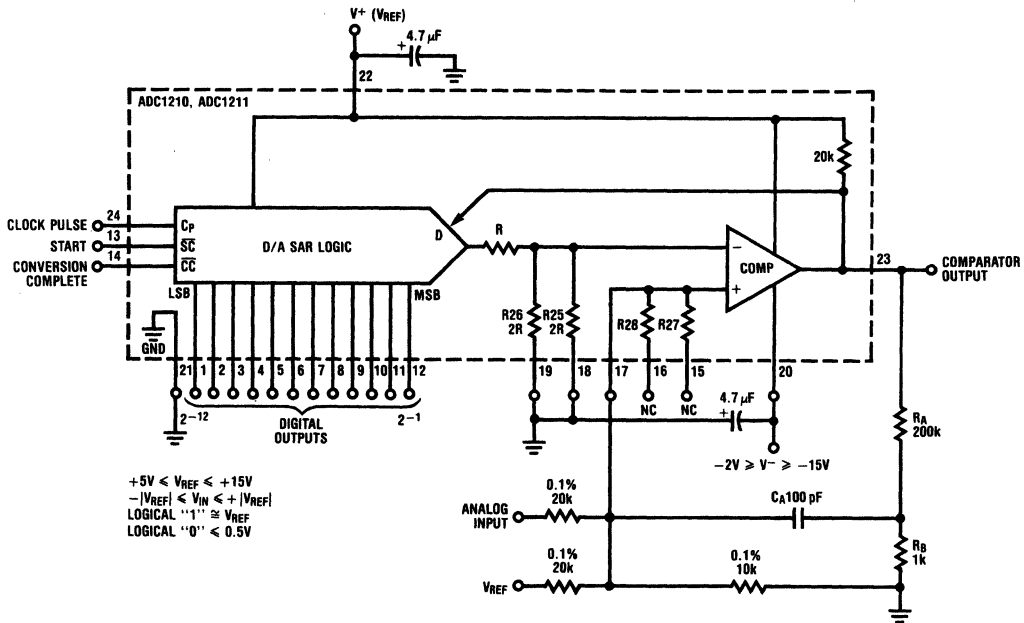 V+ (VREF)
4.7 μF
+
22
ADC1210, ADC1211
20k
CLOCK PULSE
24
CP
START
13
SC
CONVERSION COMPLETE
14
CC
D/A SAR LOGIC
D
R
LSB
MSB
−
+
COMP
23
COMPARATOR OUTPUT
GND
R26
2R
R25
2R
R28
R27
21
1
2
3
4
5
6
7
8
9
10
11
12
19
18
17
16
15
20
2−12
DIGITAL OUTPUTS
2−1
NC
NC
4.7 μF
+
−2V ⩾ V− ⩾ −15V
RA
200k
+5V ⩽ VREF ⩽ +15V
−|VREF| ⩽ VIN ⩽ +|VREF|
LOGICAL "1" ≅ VREF
LOGICAL "0" ⩽ 0.5V
ANALOG INPUT
0.1%
20k
CA100 pF
RB
1k
VREF
0.1%
20k
0.1%
10k